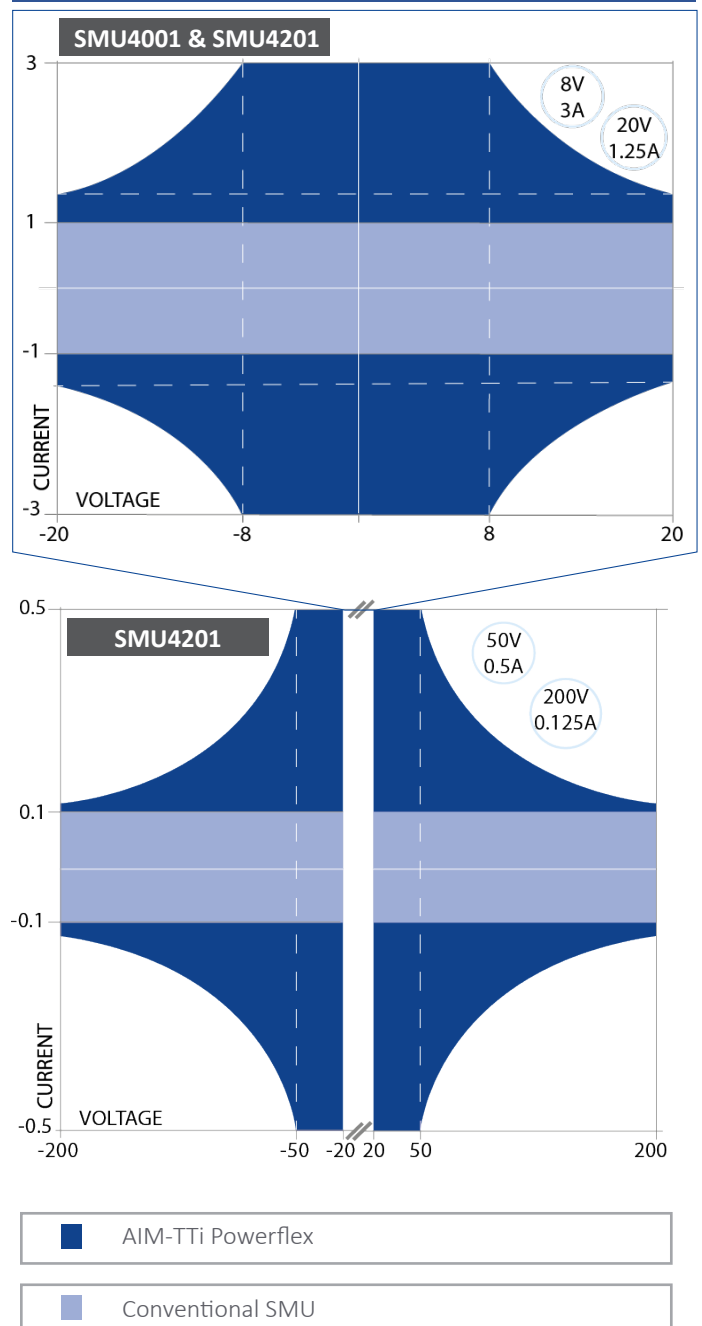 SMU4001 & SMU4201
3
8V
3A
20V
1.25A
1
-1
CURRENT
VOLTAGE
-3
-20
-8
8
20
0.5
SMU4201
50V
0.5A
200V
0.125A
0.1
-0.1
CURRENT
VOLTAGE
-0.5
-200
-50
-20
20
50
200
AIM-TTi Powerflex
Conventional SMU